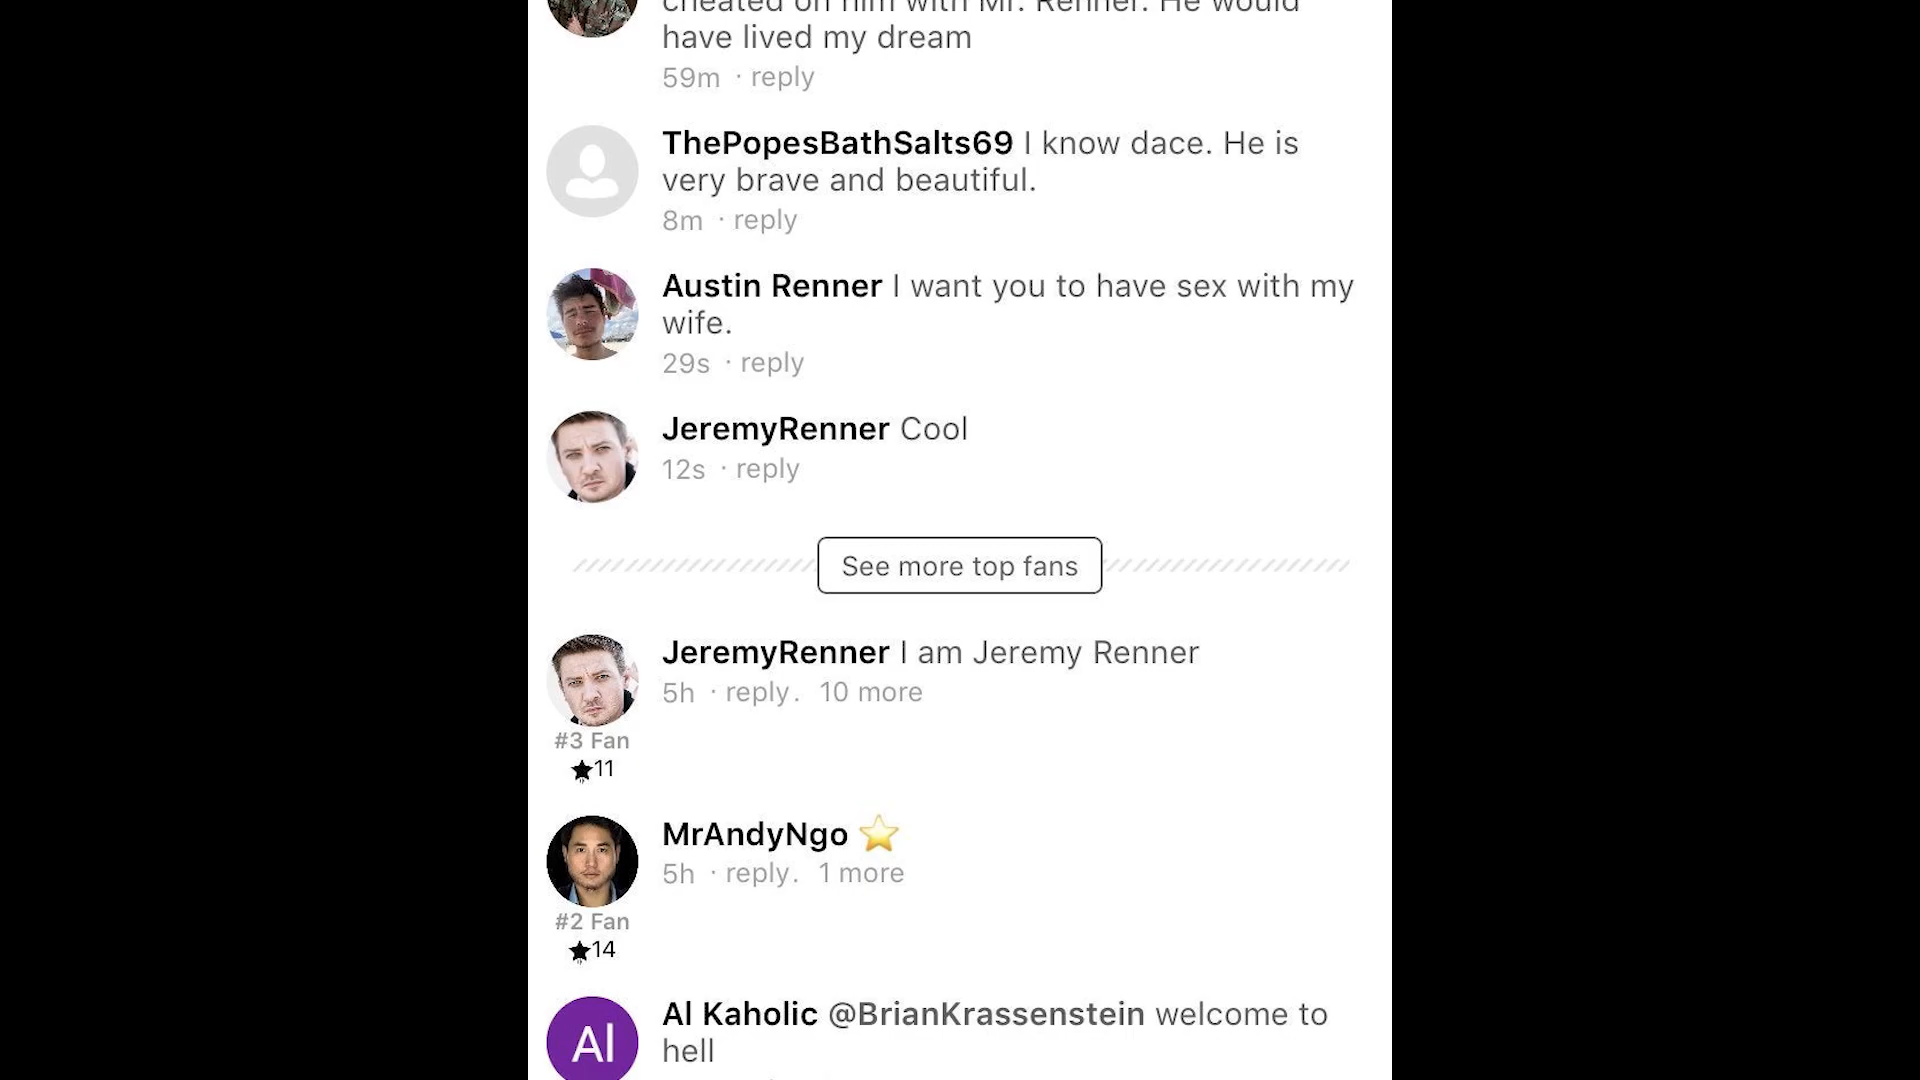 cheated on him with Mr. Renner. He would
have lived my dream
59m · reply
ThePopesBathSalts69 I know dace. He is
very brave and beautiful.
8m · reply
Austin Renner I want you to have sex with my
wife.
29s · reply
JeremyRenner Cool
12s · reply
See more top fans
JeremyRenner I am Jeremy Renner
5h · reply. 10 more
#3 Fan
★11
MrAndyNgo ⭐
5h · reply. 1 more
#2 Fan
★14
Al Kaholic @BrianKrassenstein welcome to
hell
Al